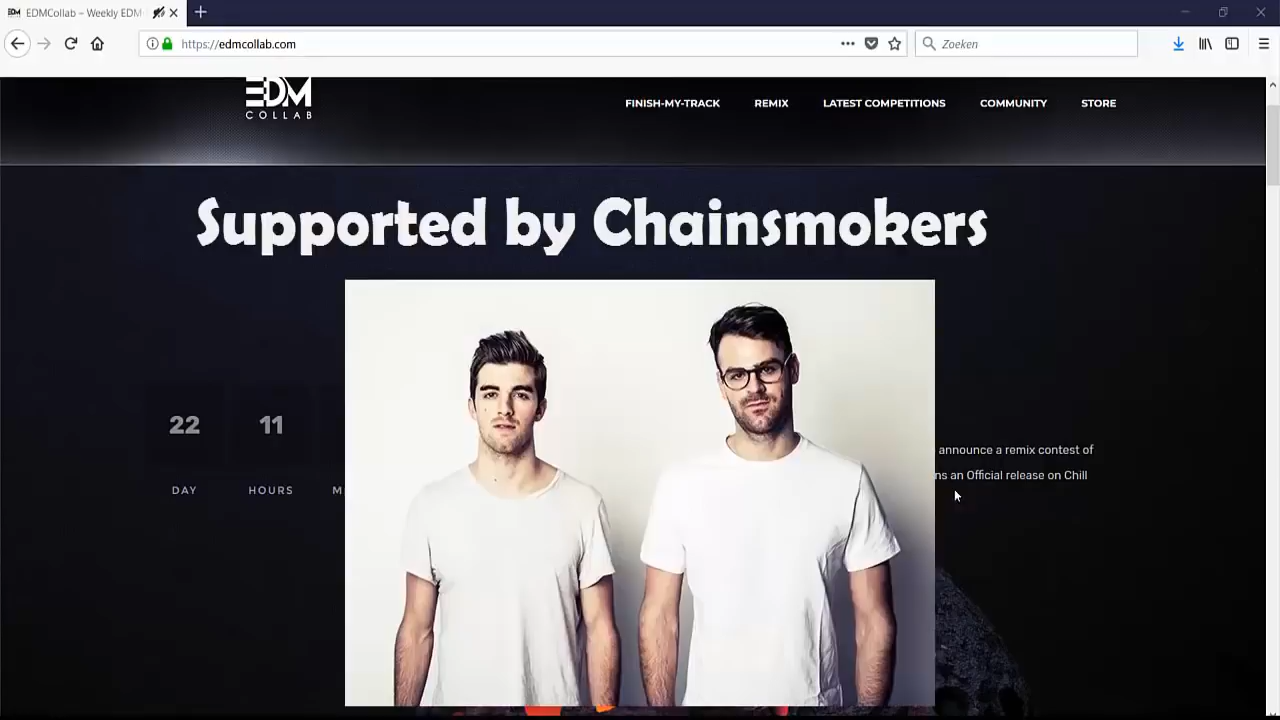 EDMCollab – Weekly EDM
https://edmcollab.com
Zoeken
EDM
COLLAB
FINISH-MY-TRACK
REMIX
LATEST COMPETITIONS
COMMUNITY
STORE
Supported by Chainsmokers
22
11
announce a remix contest of
ns an Official release on Chill
DAY
HOURS
M